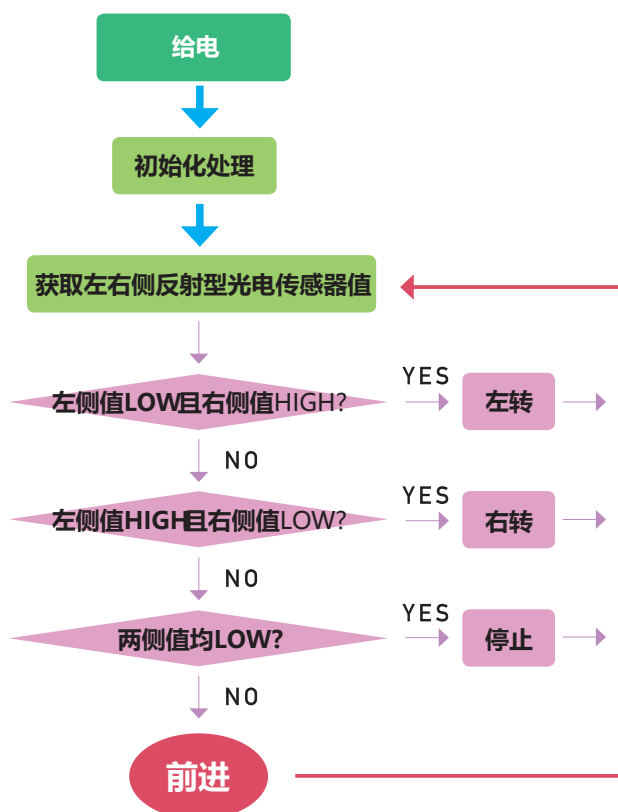 给电
初始化处理
获取左右侧反射型光电传感器值
左侧值LOW且右侧值HIGH?
YES
左转
NO
左侧值HIGH且右侧值LOW?
YES
右转
NO
两侧值均LOW?
YES
停止
NO
前进